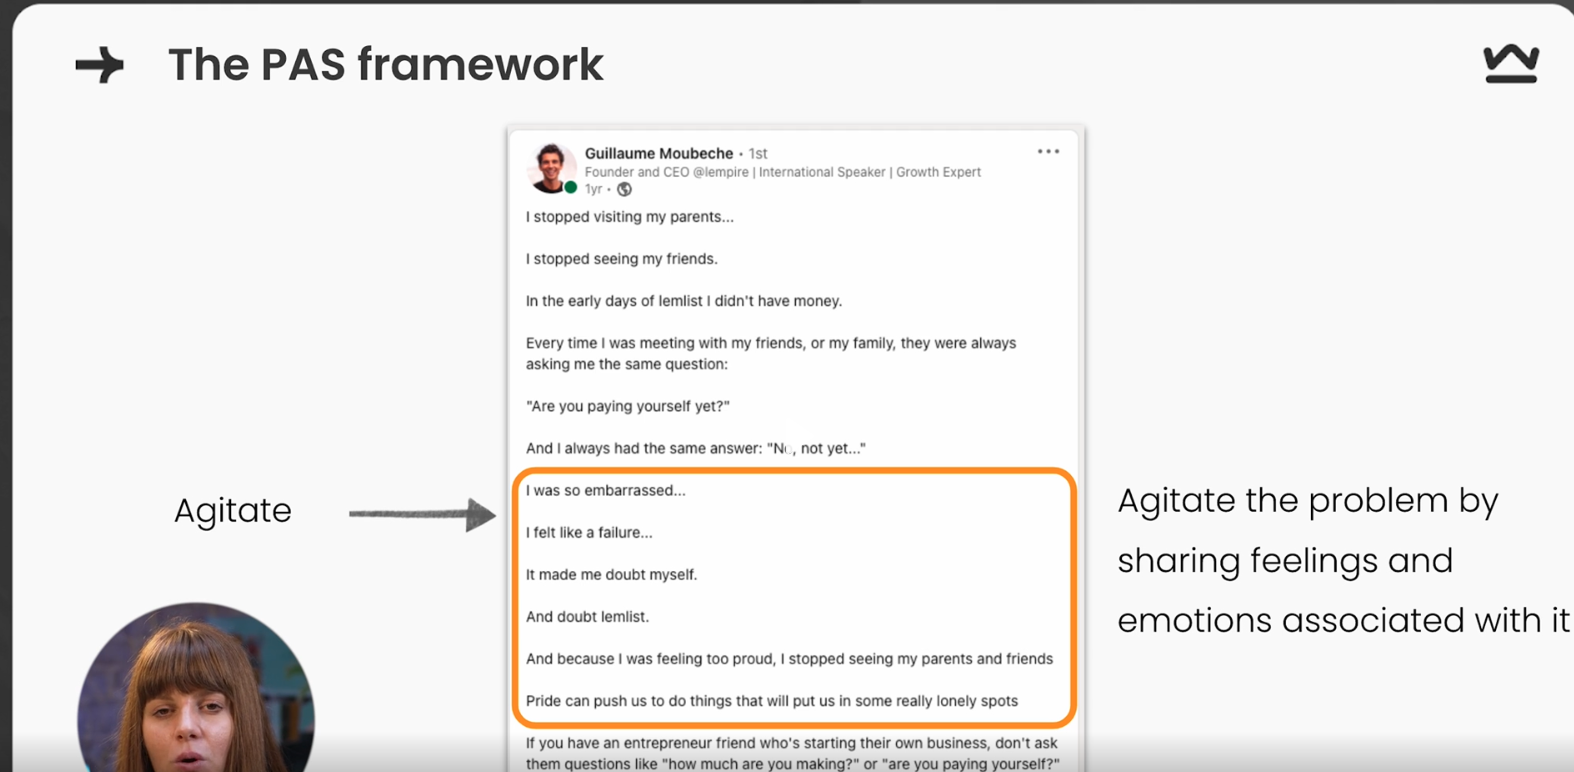 The PAS framework
Guillaume Moubeche · 1st
Founder and CEO @lempire | International Speaker | Growth Expert
1yr ·
I stopped visiting my parents...
I stopped seeing my friends.
In the early days of lemlist I didn't have money.
Every time I was meeting with my friends, or my family, they were always
asking me the same question:
"Are you paying yourself yet?"
And I always had the same answer: "No, not yet..."
Agitate
I was so embarrassed...
I felt like a failure...
It made me doubt myself.
And doubt lemlist.
And because I was feeling too proud, I stopped seeing my parents and friends
Pride can push us to do things that will put us in some really lonely spots
Agitate the problem by
sharing feelings and
emotions associated with it
If you have an entrepreneur friend who's starting their own business, don't ask
them questions like "how much are you making?" or "are you paying yourself?"